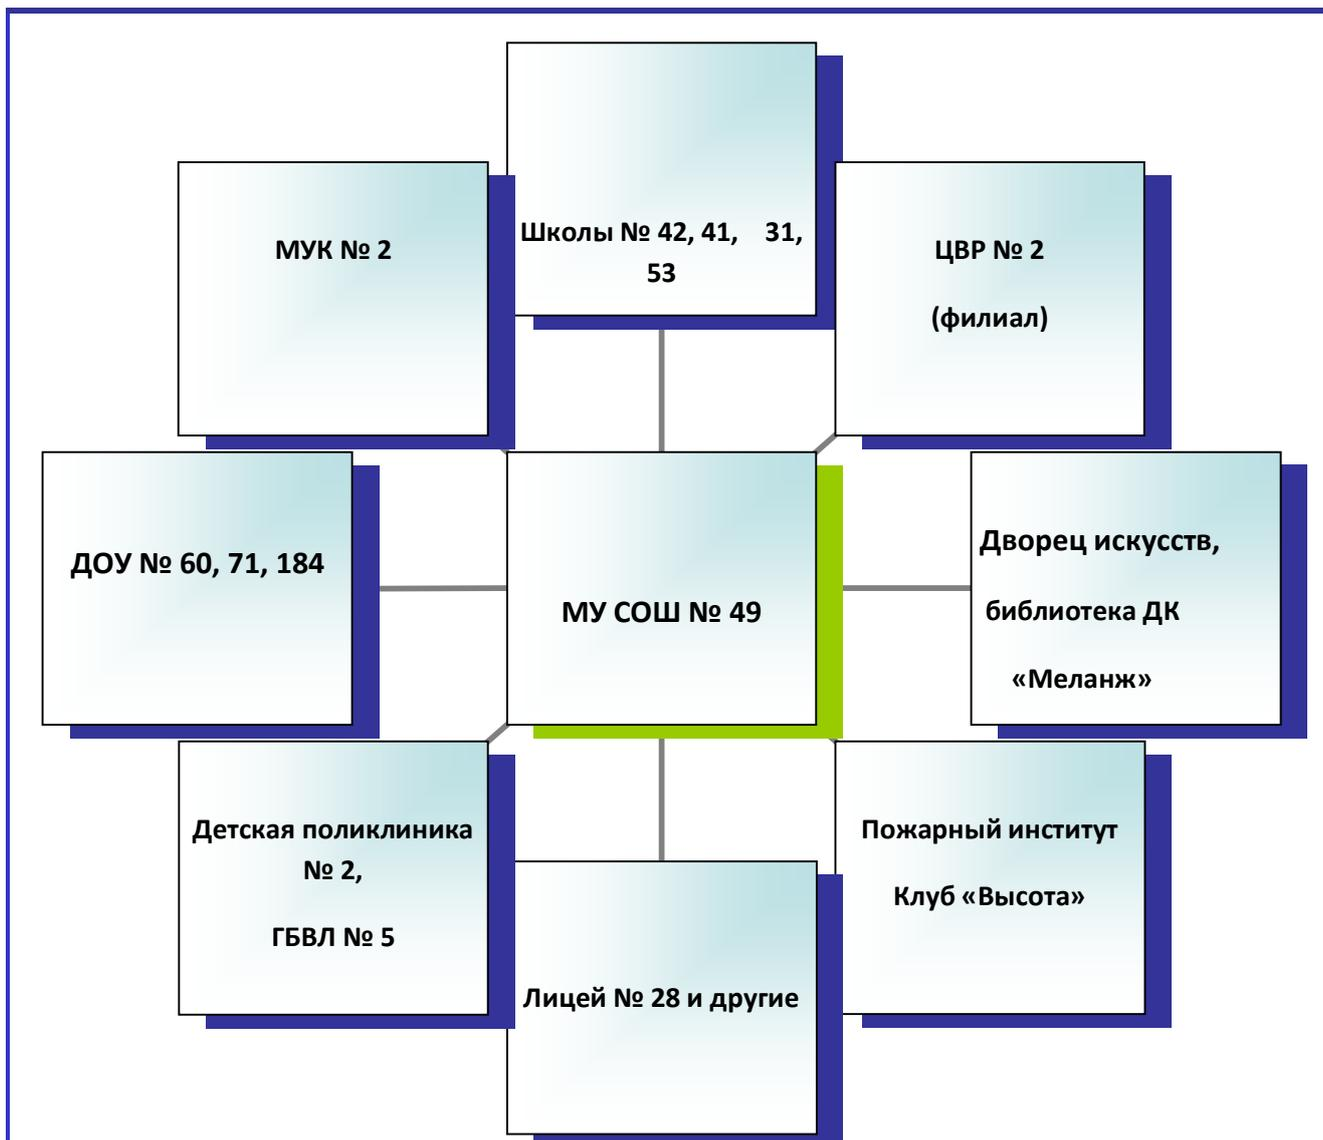 Школы № 42, 41, 31,
53
МУК № 2
ЦВР № 2
(филиал)
ДОУ № 60, 71, 184
МУ СОШ № 49
Дворец искусств,
библиотека ДК
«Меланж»
Детская поликлиника
№ 2,
ГБВЛ № 5
Пожарный институт
Клуб «Высота»
Лицей № 28 и другие